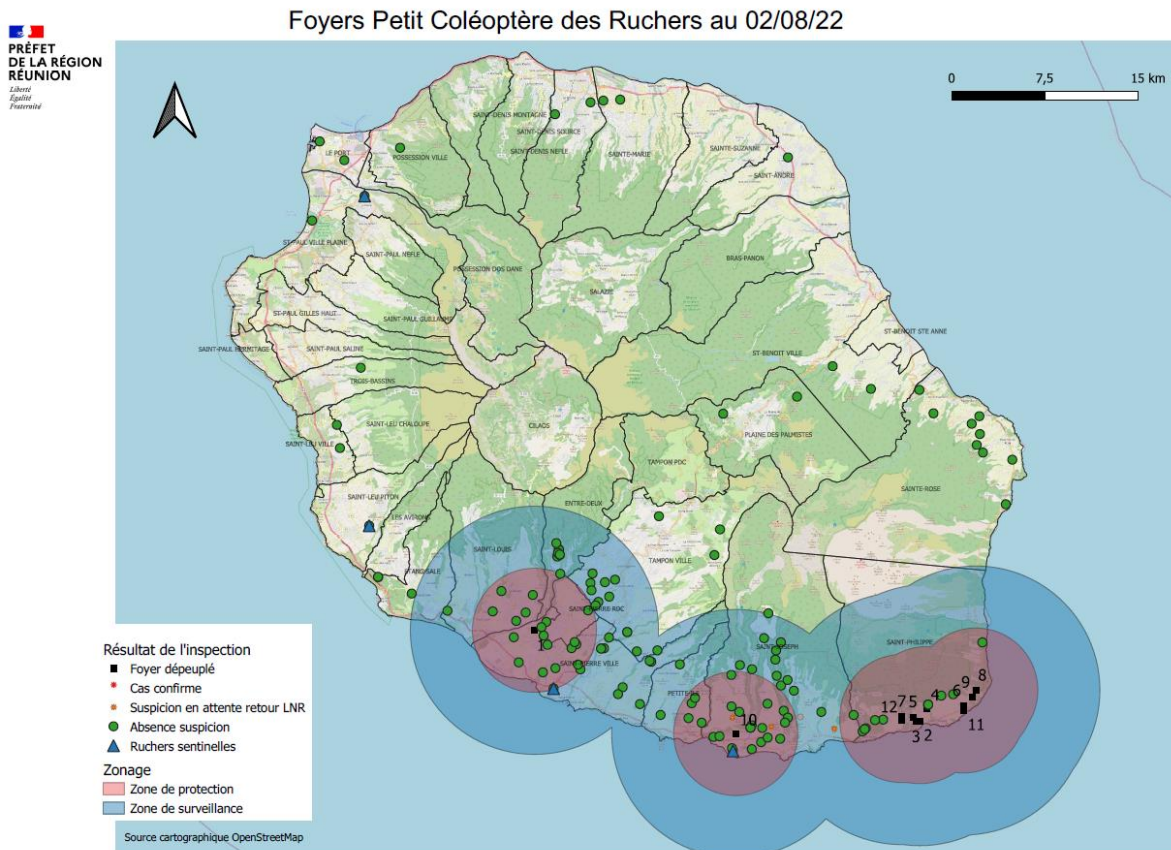 Foyers Petit Coléoptère des Ruchers au 02/08/22
PRÉFET
DE LA RÉGION
RÉUNION
Liberté
Égalité
Fraternité
0 7,5 15 km
SAINT-DENIS MONTAGNE
SAINT-DENIS SOURCE
SAINT-DENIS NEFLE
SAINTE-MARIE
SAINTE-SUZANNE
SAINT-ANDRE
LE PORT
POSSESSION VILLE
ST-PAUL VILLE PLAINE
SAINT-PAUL NEFLE
POSSESSION DOS DANE
BRAS-PANON
SALAZIE
ST-PAUL GILLES HAUT
SAINT-PAUL GUILLAUME
ST-BENOIT STE ANNE
SAINT-PAUL HERMITAGE
SAINT-PAUL SALINE
ST-BENOIT VILLE
TROIS-BASSINS
SAINT-LEU CHALOUPE
CILAOS
PLAINE DES PALMISTES
SAINT-LEU VILLE
TAMPON PDC
SAINTE-ROSE
SAINT-LEU PITON
ENTRE-DEUX
LES AVIRONS
SAINT-LOUIS
TAMPON VILLE
ETANG SALE
SAINT-PIERRE RDC
SAINT-PHILIPPE
SAINT-JOSEPH
1
SAINT-PIERRE VILLE
PETITE-ILE
9 8
4 6
12 7 5
10
11
3 2
Résultat de l'inspection
Foyer dépeuplé
Cas confirme
Suspicion en attente retour LNR
Absence suspicion
Ruchers sentinelles
Zonage
Zone de protection
Zone de surveillance
Source cartographique OpenStreetMap